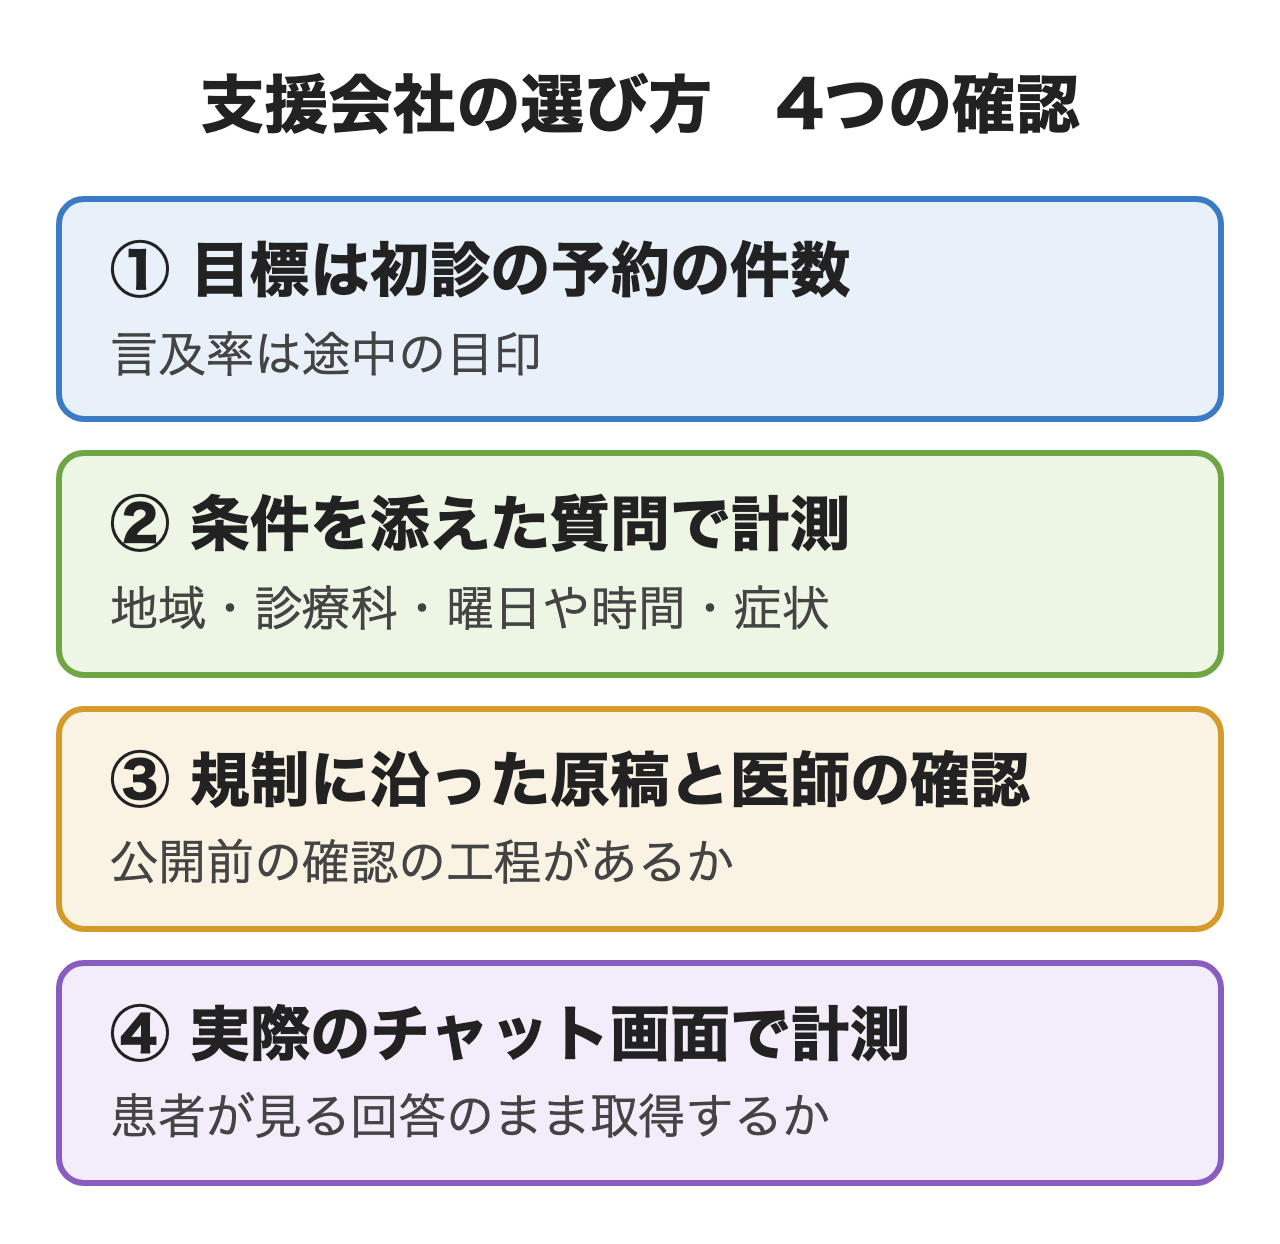 支援会社の選び方　4つの確認
① 目標は初診の予約の件数
言及率は途中の目印
② 条件を添えた質問で計測
地域・診療科・曜日や時間・症状
③ 規制に沿った原稿と医師の確認
公開前の確認の工程があるか
④ 実際のチャット画面で計測
患者が見る回答のまま取得するか